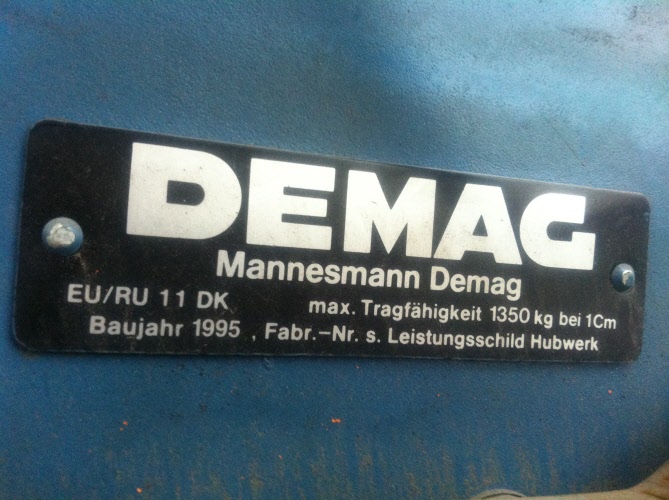 DEMAG
Mannesmann Demag
EU/RU 11 DK max. Tragfähigkeit 1350 kg bei 1Cm
Baujahr 1995 , Fabr.-Nr. s. Leistungsschild Hubwerk